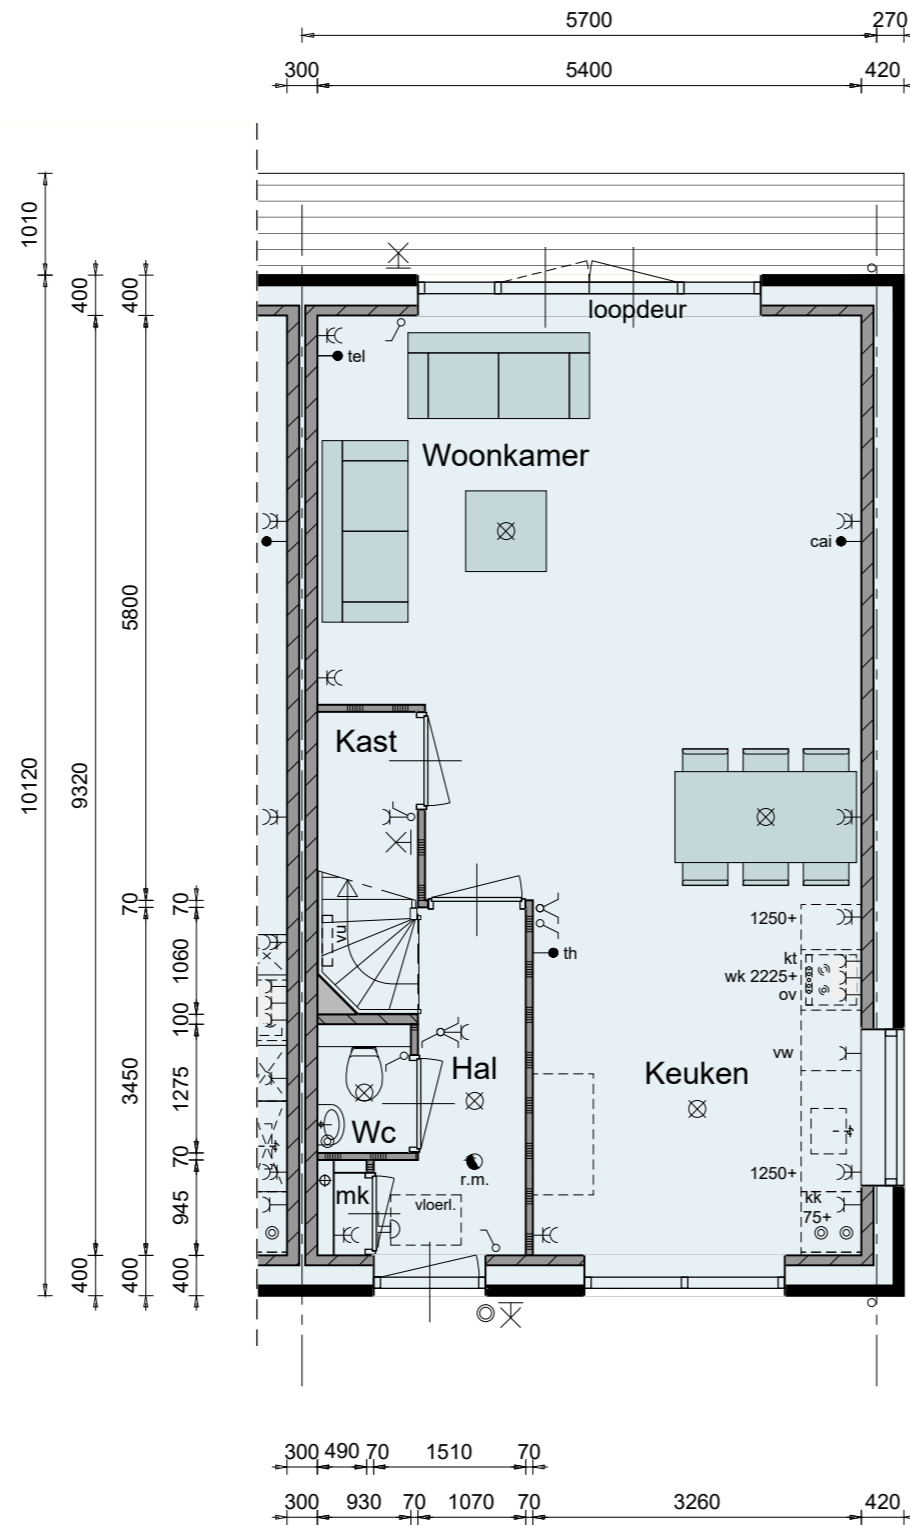 5700 270
300 5400 420
1010
400 400
loopdeur
tel
Woonkamer
cai
5800
Kast
10120
9320
70 70
1250+
vu
th
kt
wk 2225+
ov
1060
100
vw
Hal
Keuken
3450
1275
Wc
70
r.m.
1250+
mk
vloerl.
kk
75+
945
400 400 400
300 490 70 1510 70
300 930 70 1070 70 3260 420